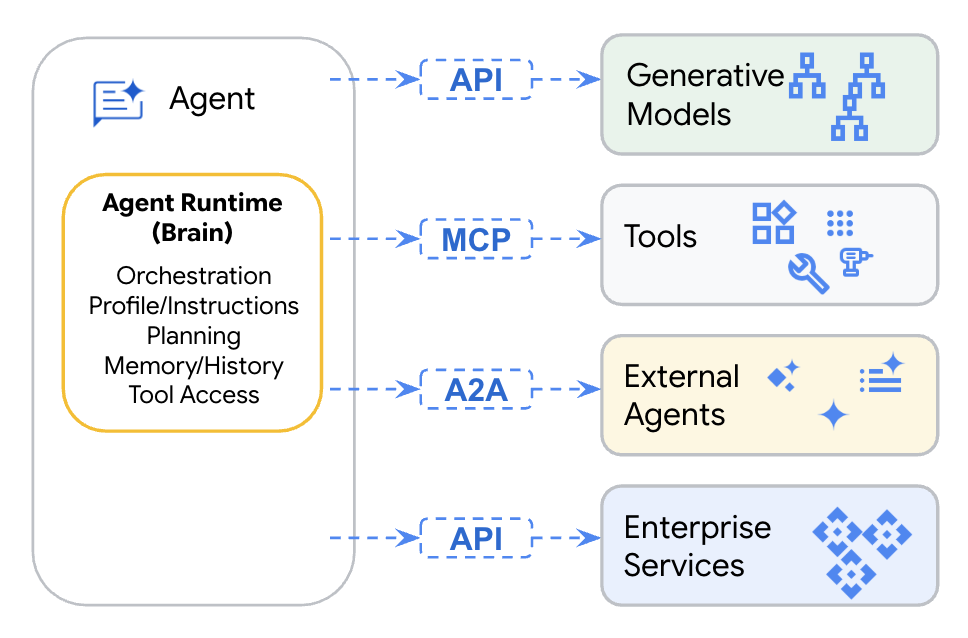 Agent
Agent Runtime
(Brain)
Orchestration
Profile/Instructions
Planning
Memory/History
Tool Access
API
Generative
Models
MCP
Tools
A2A
External
Agents
API
Enterprise
Services